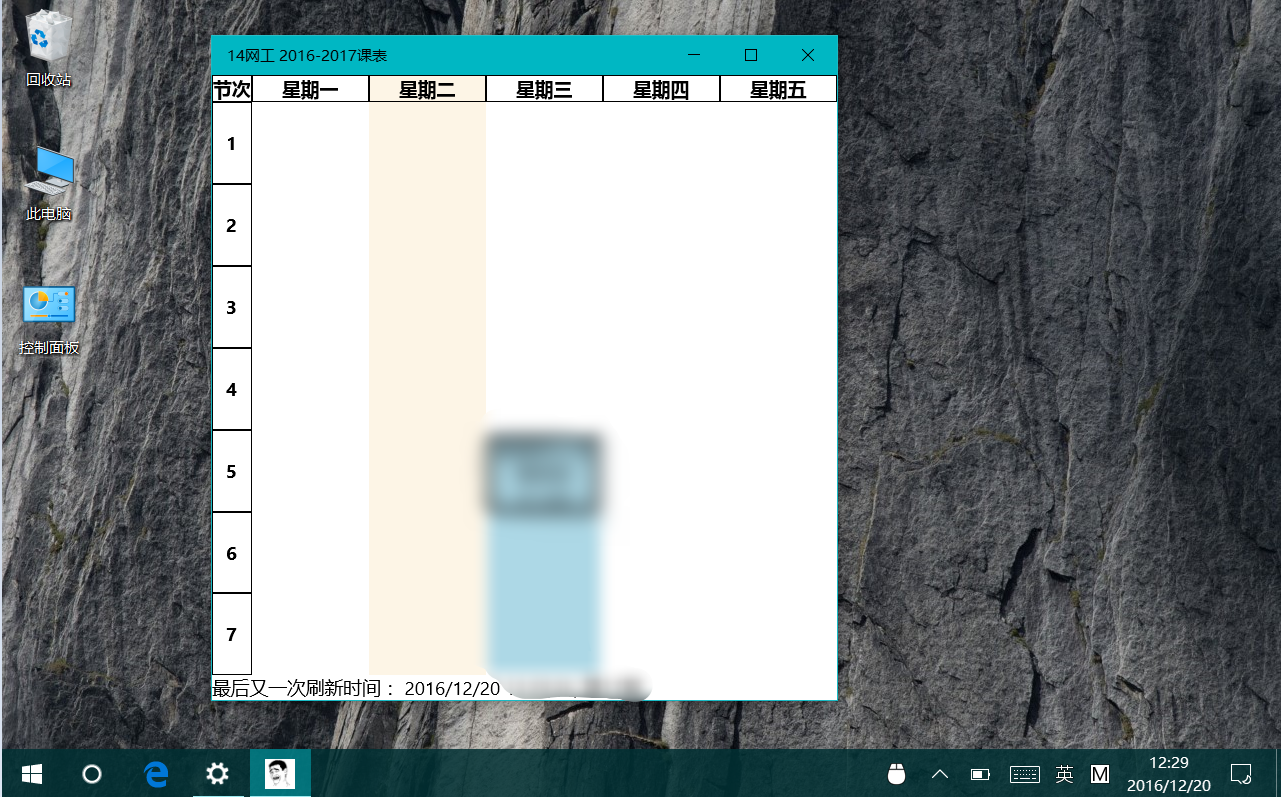 回收站
此电脑
控制面板
14网工 2016-2017课表
节次 星期一 星期二 星期三 星期四 星期五
1
2
3
4
5
6
7
最后又一次刷新时间： 2016/12/20
英 M 12:29
2016/12/20